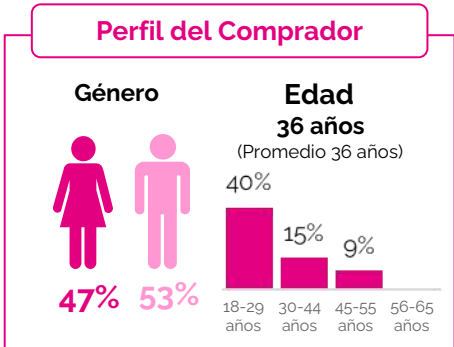 Perfil del Comprador
Género
47% 53%
Edad
36 años
(Promedio 36 años)
40%
15%
9%
18-29 30-44 45-55 56-65
años años años años